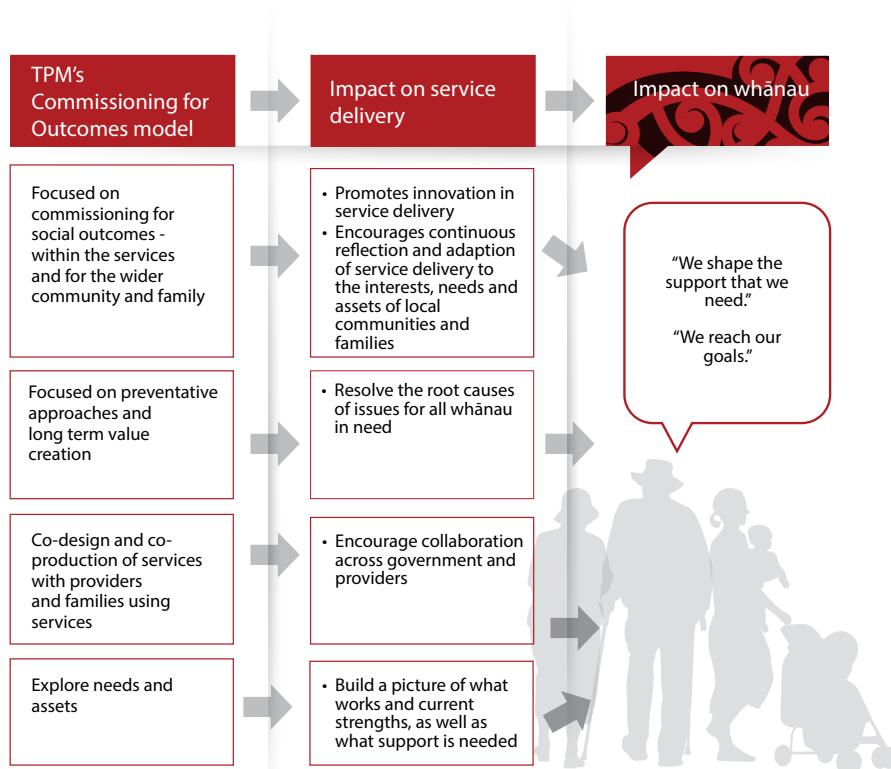 TPM's
Commissioning for
Outcomes model
Impact on service
delivery
Impact on whānau
Focused on
commissioning for
social outcomes -
within the services
and for the wider
community and family
• Promotes innovation in
service delivery
• Encourages continuous
reflection and adaption
of service delivery to
the interests, needs and
assets of local
communities and
families
"We shape the
support that we
need."
"We reach our
goals."
Focused on preventative
approaches and
long term value
creation
• Resolve the root causes
of issues for all whānau
in need
Co-design and co-
production of services
with providers
and families using
services
• Encourage collaboration
across government and
providers
Explore needs and
assets
• Build a picture of what
works and current
strengths, as well as
what support is needed